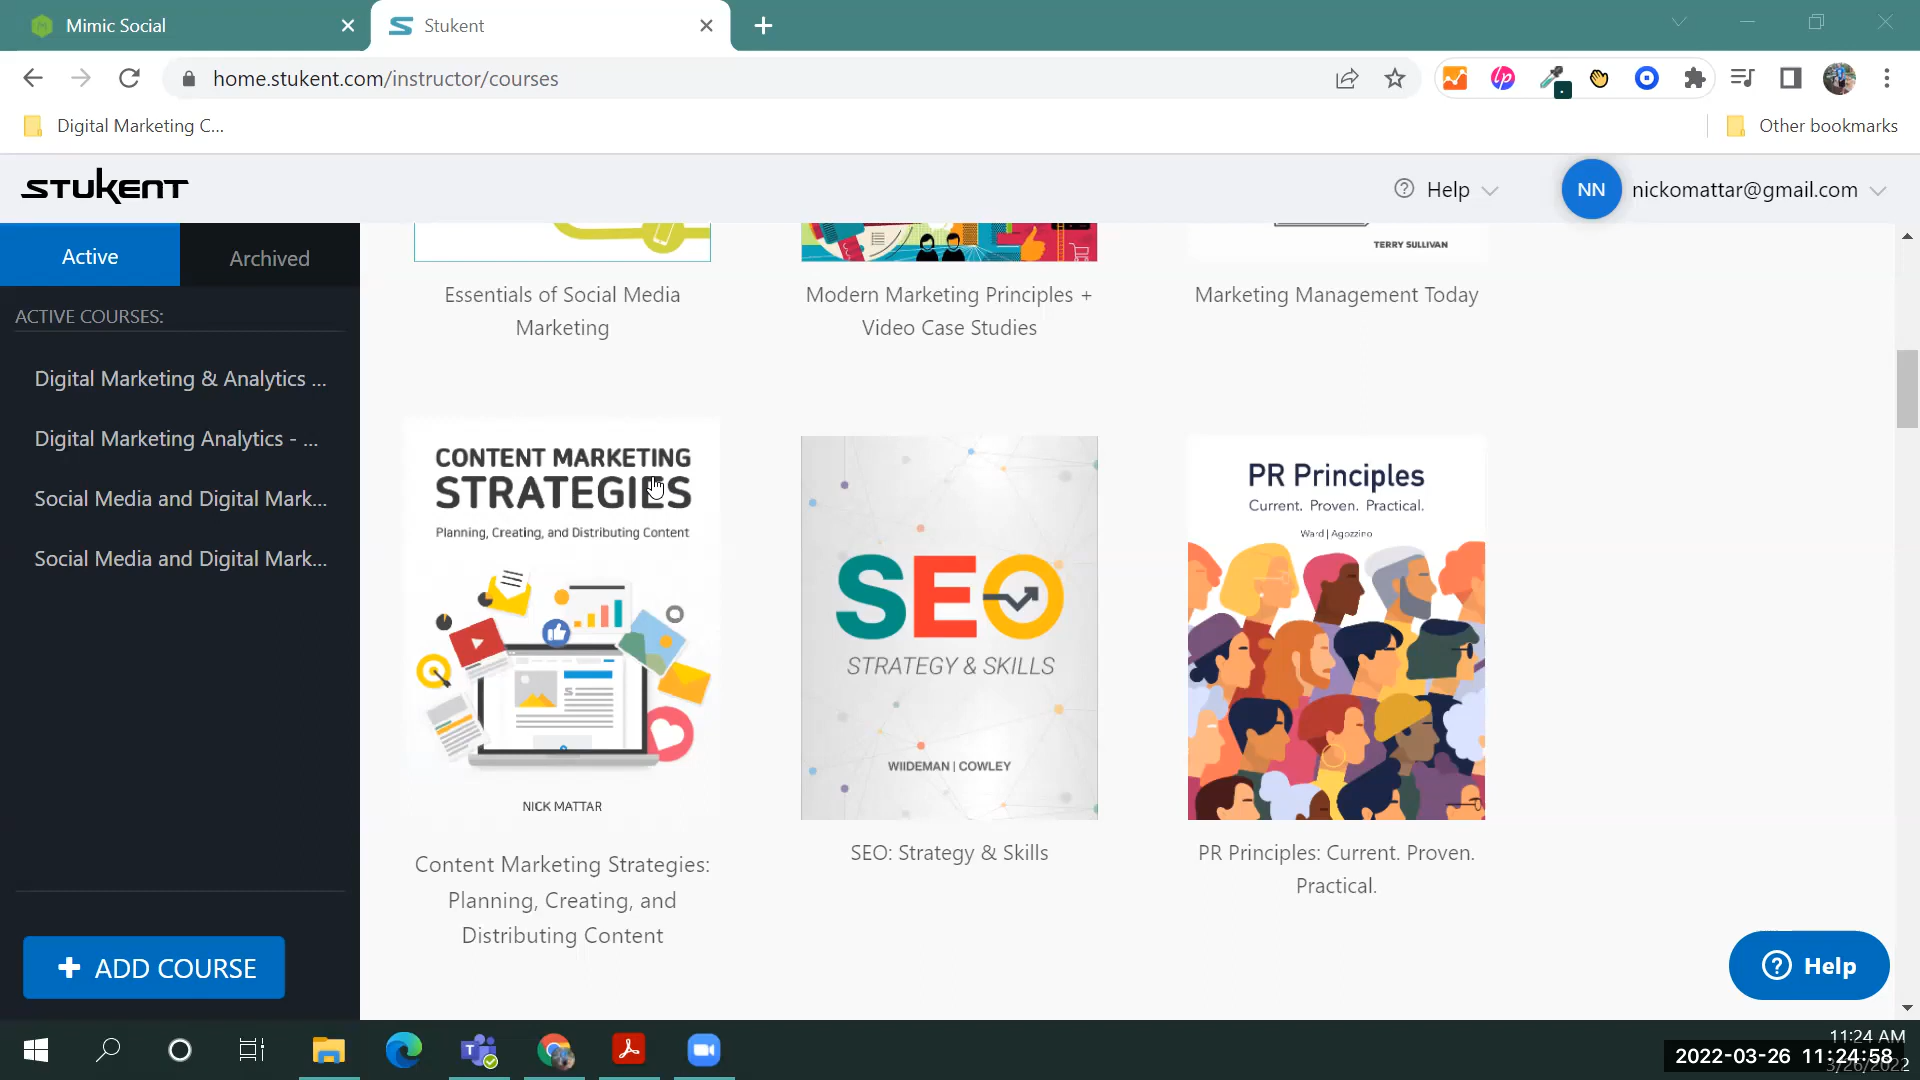 Mimic Social
Stukent
home.stukent.com/instructor/courses
Digital Marketing C...
Other bookmarks
STUKENT
Help
NN
nickomattar@gmail.com
Active
Archived
ACTIVE COURSES:
Digital Marketing & Analytics ...
Digital Marketing Analytics - ...
Social Media and Digital Mark...
Social Media and Digital Mark...
+ ADD COURSE
TERRY SULLIVAN
Essentials of Social Media
Marketing
Modern Marketing Principles +
Video Case Studies
Marketing Management Today
CONTENT MARKETING
STRATEGIES
Planning, Creating, and Distributing Content
NICK MATTAR
Content Marketing Strategies:
Planning, Creating, and
Distributing Content
SEO
STRATEGY & SKILLS
WIIDEMAN | COWLEY
SEO: Strategy & Skills
PR Principles
Current. Proven. Practical.
Ward | Agozzino
PR Principles: Current. Proven.
Practical.
Help
11:24 AM
2022-03-26 11:24:58
3/26/2022